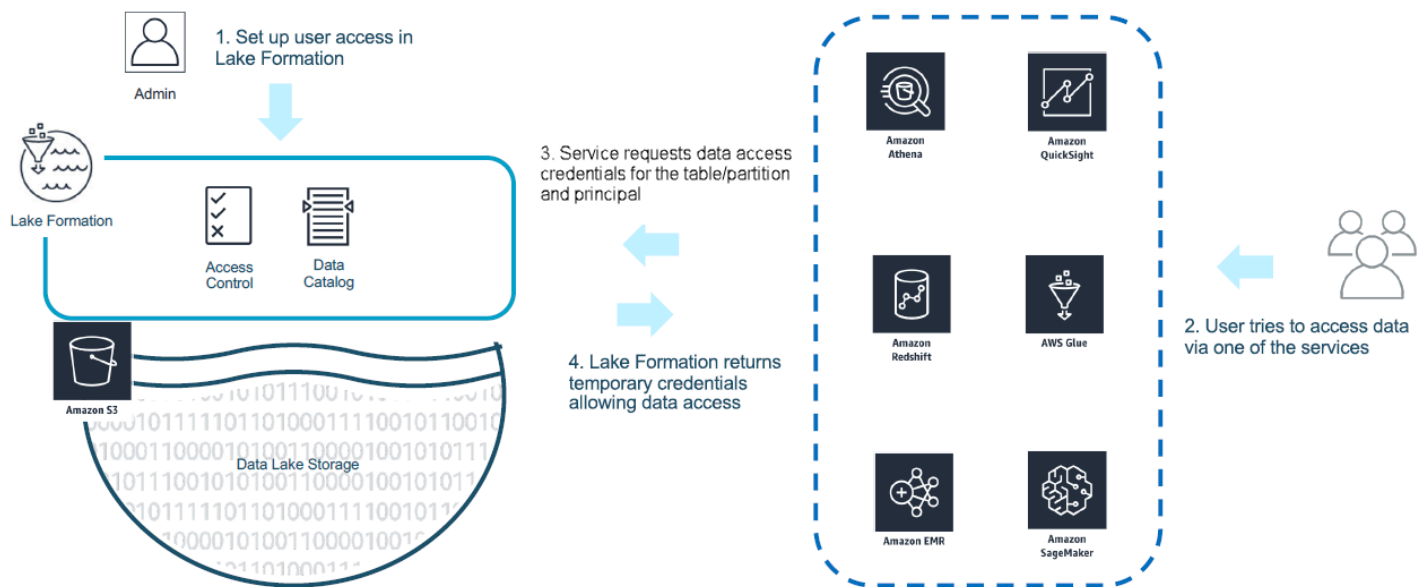 1. Set up user access in
Lake Formation
Admin
Lake Formation
Access
Control
Data
Catalog
3. Service requests data access
credentials for the table/partition
and principal
4. Lake Formation returns
temporary credentials
allowing data access
Amazon S3
Data Lake Storage
Amazon
Athena
Amazon
QuickSight
Amazon
Redshift
AWS Glue
Amazon EMR
Amazon
SageMaker
2. User tries to access data
via one of the services